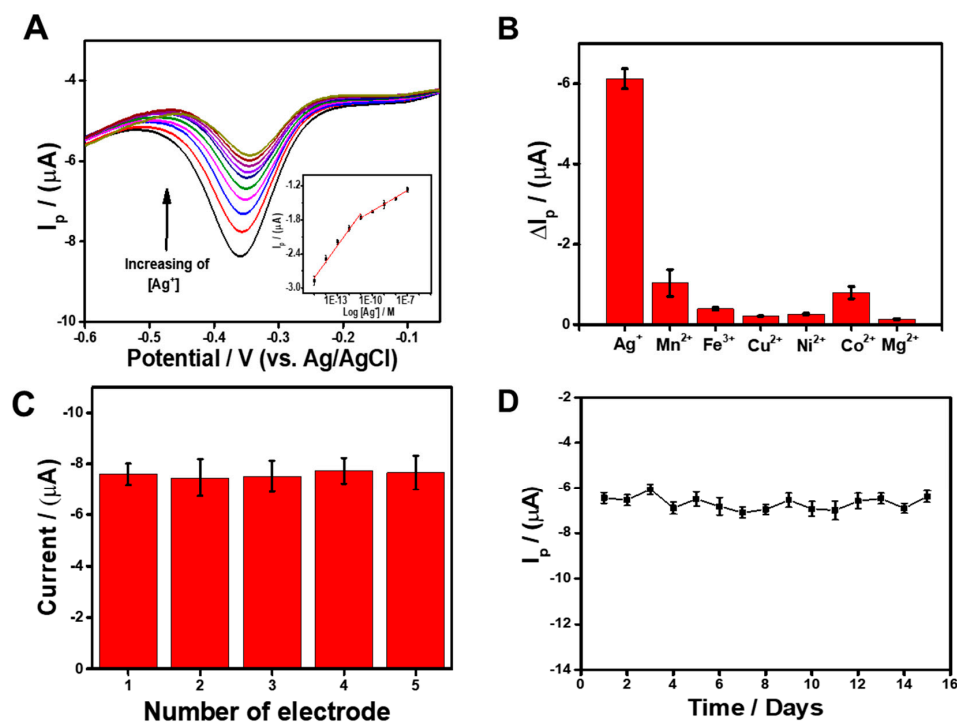 A
I_p / (μA)
-4
-6
-8
-10
Increasing of
[Ag⁺]
-0.6 -0.5 -0.4 -0.3 -0.2 -0.1
Potential / V (vs. Ag/AgCl)
I_p / (μA)
-1.2
-1.8
-2.4
-3.0
1E-13 1E-10 1E-7
Log [Ag⁺] / M
B
ΔI_p / (μA)
-6
-4
-2
0
Ag⁺ Mn²⁺ Fe³⁺ Cu²⁺ Ni²⁺ Co²⁺ Mg²⁺
C
Current / (μA)
-10
-8
-6
-4
-2
0
1 2 3 4 5
Number of electrode
D
I_p / (μA)
-2
-4
-6
-8
-10
-12
-14
0 2 4 6 8 10 12 14 16
Time / Days